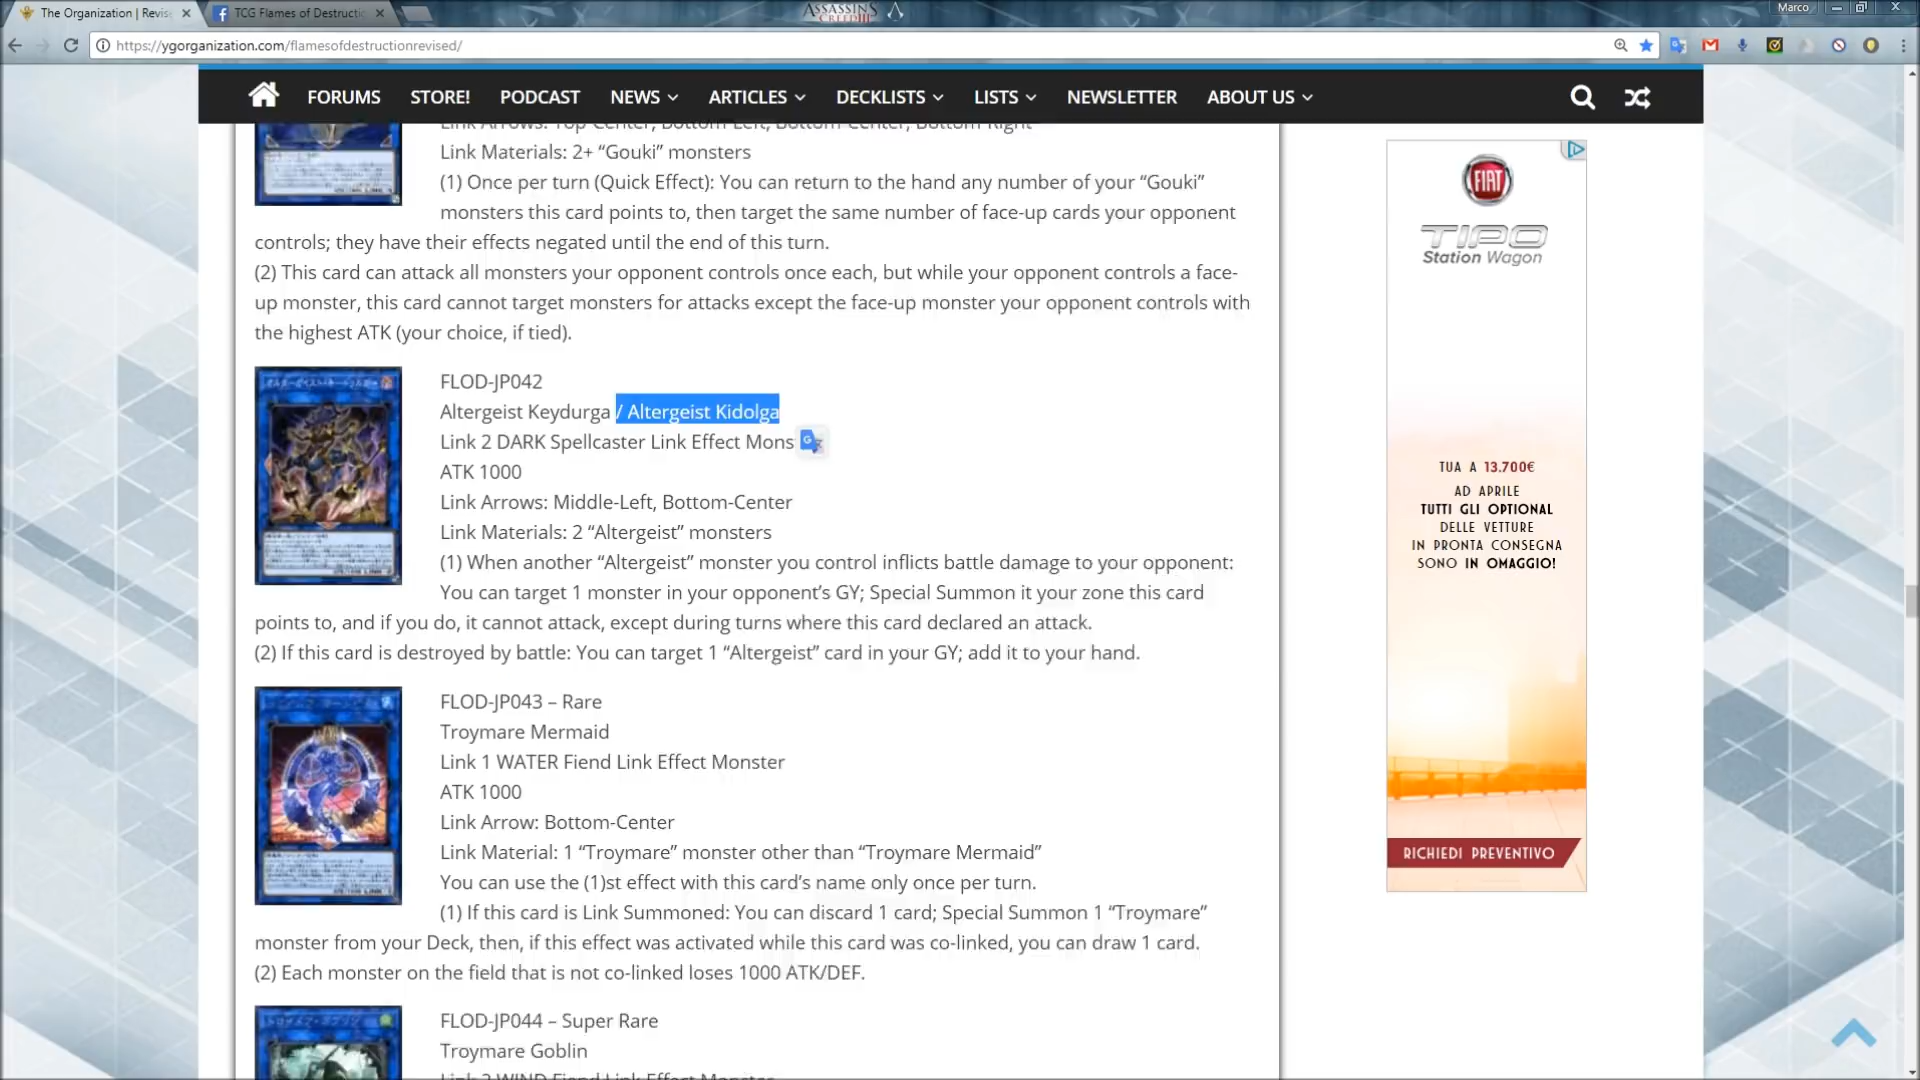 The Organization | Revis
TCG Flames of Destructi
ASSASSINS
CREED III
Marco
https://ygorganization.com/flamesofdestructionrevised/
FORUMS STORE! PODCAST NEWS ARTICLES DECKLISTS LISTS NEWSLETTER ABOUT US
Link Arrows: Top-Center, Bottom-Left, Bottom-Center, Bottom-Right
Link Materials: 2+ “Gouki” monsters
(1) Once per turn (Quick Effect): You can return to the hand any number of your “Gouki”
monsters this card points to, then target the same number of face-up cards your opponent
controls; they have their effects negated until the end of this turn.
(2) This card can attack all monsters your opponent controls once each, but while your opponent controls a face-
up monster, this card cannot target monsters for attacks except the face-up monster your opponent controls with
the highest ATK (your choice, if tied).
FLOD-JP042
Altergeist Keydurga / Altergeist Kidolga
Link 2 DARK Spellcaster Link Effect Mons
ATK 1000
Link Arrows: Middle-Left, Bottom-Center
Link Materials: 2 “Altergeist” monsters
(1) When another “Altergeist” monster you control inflicts battle damage to your opponent:
You can target 1 monster in your opponent’s GY; Special Summon it your zone this card
points to, and if you do, it cannot attack, except during turns where this card declared an attack.
(2) If this card is destroyed by battle: You can target 1 “Altergeist” card in your GY; add it to your hand.
FLOD-JP043 – Rare
Troymare Mermaid
Link 1 WATER Fiend Link Effect Monster
ATK 1000
Link Arrow: Bottom-Center
Link Material: 1 “Troymare” monster other than “Troymare Mermaid”
You can use the (1)st effect with this card’s name only once per turn.
(1) If this card is Link Summoned: You can discard 1 card; Special Summon 1 “Troymare”
monster from your Deck, then, if this effect was activated while this card was co-linked, you can draw 1 card.
(2) Each monster on the field that is not co-linked loses 1000 ATK/DEF.
FLOD-JP044 – Super Rare
Troymare Goblin
Link 2 WIND Fiend Link Effect Monster
FIAT
TIPO
Station Wagon
TUA A 13.700€
AD APRILE
TUTTI GLI OPTIONAL
DELLE VETTURE
IN PRONTA CONSEGNA
SONO IN OMAGGIO!
RICHIEDI PREVENTIVO